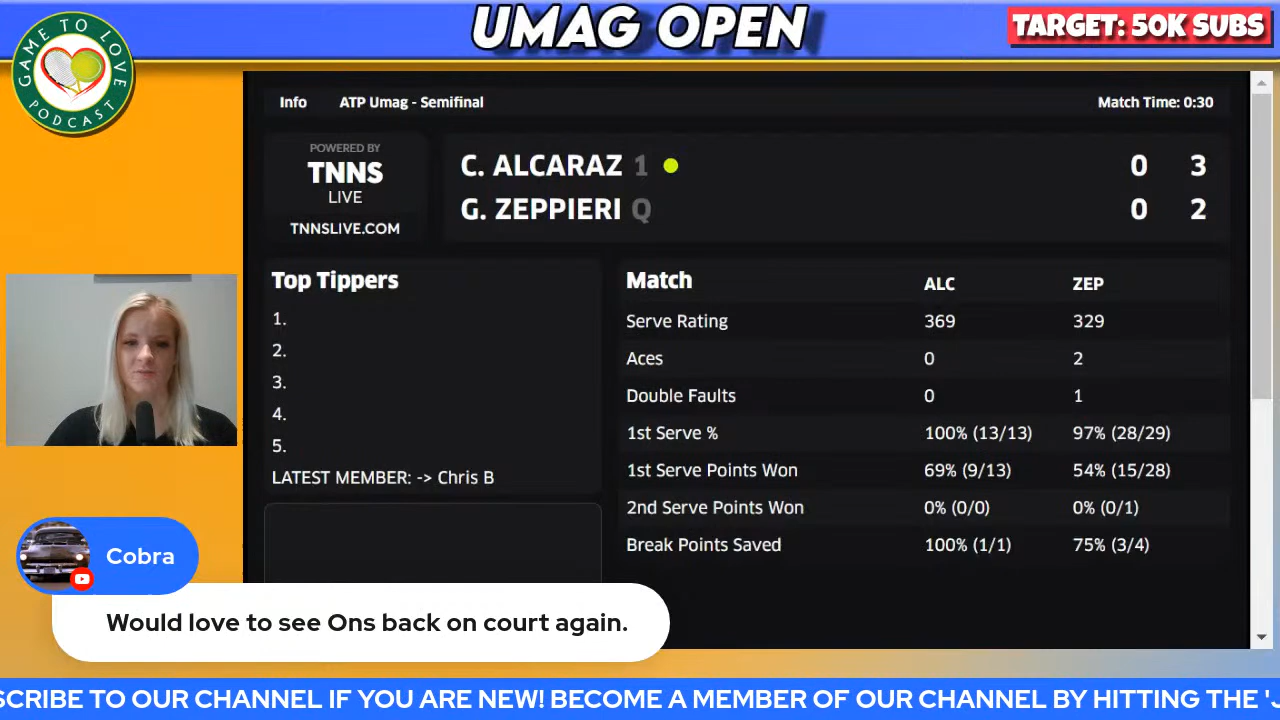 UMAG OPEN
TARGET: 50K SUBS
GAME TO LOVE PODCAST
Info ATP Umag - Semifinal Match Time: 0:30
POWERED BY
TNNS
LIVE
TNNSLIVE.COM
C. ALCARAZ 1 0 3
G. ZEPPIERI Q 0 2
Top Tippers
1.
2.
3.
4.
5.
LATEST MEMBER: -> Chris B
Match ALC ZEP
Serve Rating 369 329
Aces 0 2
Double Faults 0 1
1st Serve % 100% (13/13) 97% (28/29)
1st Serve Points Won 69% (9/13) 54% (15/28)
2nd Serve Points Won 0% (0/0) 0% (0/1)
Break Points Saved 100% (1/1) 75% (3/4)
Cobra
Would love to see Ons back on court again.
SCRIBE TO OUR CHANNEL IF YOU ARE NEW! BECOME A MEMBER OF OUR CHANNEL BY HITTING THE 'J